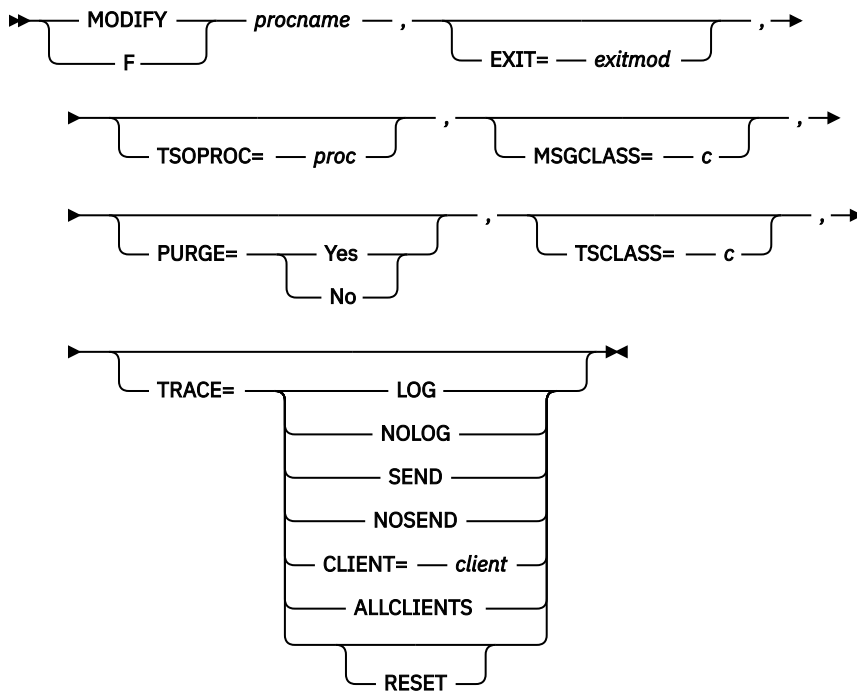 MODIFY procname , EXIT= exitmod ,
F
TSOPROC= proc , MSGCLASS= c ,
PURGE= Yes , TSCLASS= c ,
No
TRACE= LOG
NOLOG
SEND
NOSEND
CLIENT= client
ALLCLIENTS
RESET